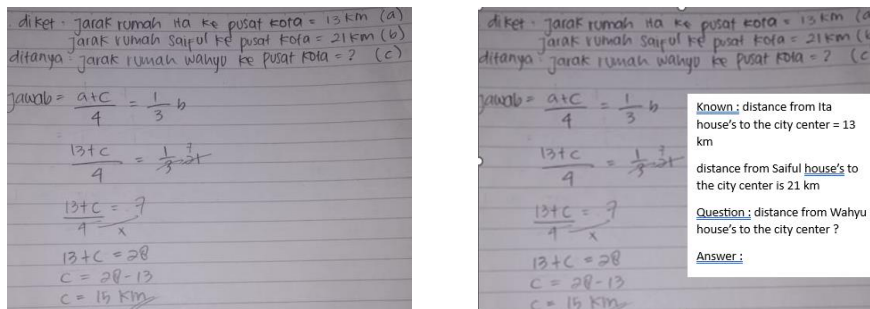 diket : jarak rumah Ita ke pusat kota = 13 km (a)
jarak rumah Saiful ke pusat kota = 21 km (b)
ditanya : jarak rumah wahyu ke pusat kota = ? (c)
Jawab = a+c/4 = 1/3 b
13+c/4 = 1/3 21 7
13+c/4 = 7
x
13+c = 28
c = 28-13
c = 15 km
diket : jarak rumah Ita ke pusat kota = 13 km (a
jarak rumah Saiful ke pusat kota = 21 km (b
ditanya : jarak rumah wahyu ke pusat kota = ? (c
Jawab = a+c/4 = 1/3 b
13+c/4 = 1/3 21 7
13+c/4 = 7
x
13+c = 28
c = 28-13
c = 15 km
Known : distance from Ita
house's to the city center = 13
km
distance from Saiful house's to
the city center is 21 km
Question : distance from Wahyu
house's to the city center ?
Answer :